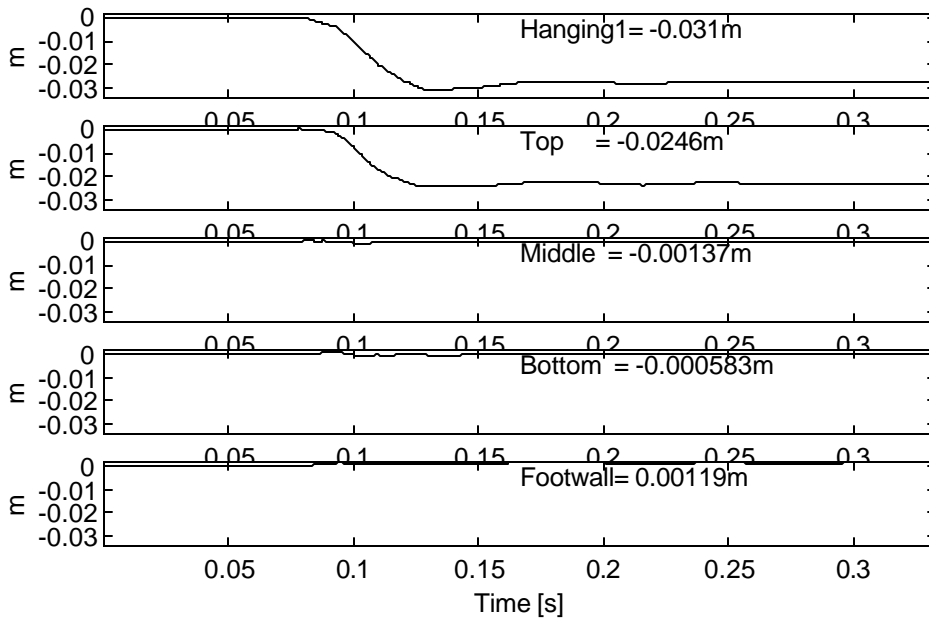 0
-0.01
-0.02
-0.03
m
Hanging1= -0.031m
0.05 0.1 0.15 0.2 0.25 0.3
0
-0.01
-0.02
-0.03
m
Top = -0.0246m
0.05 0.1 0.15 0.2 0.25 0.3
0
-0.01
-0.02
-0.03
m
Middle = -0.00137m
0.05 0.1 0.15 0.2 0.25 0.3
0
-0.01
-0.02
-0.03
m
Bottom = -0.000583m
0.05 0.1 0.15 0.2 0.25 0.3
0
-0.01
-0.02
-0.03
m
Footwall= 0.00119m
0.05 0.1 0.15 0.2 0.25 0.3
Time [s]